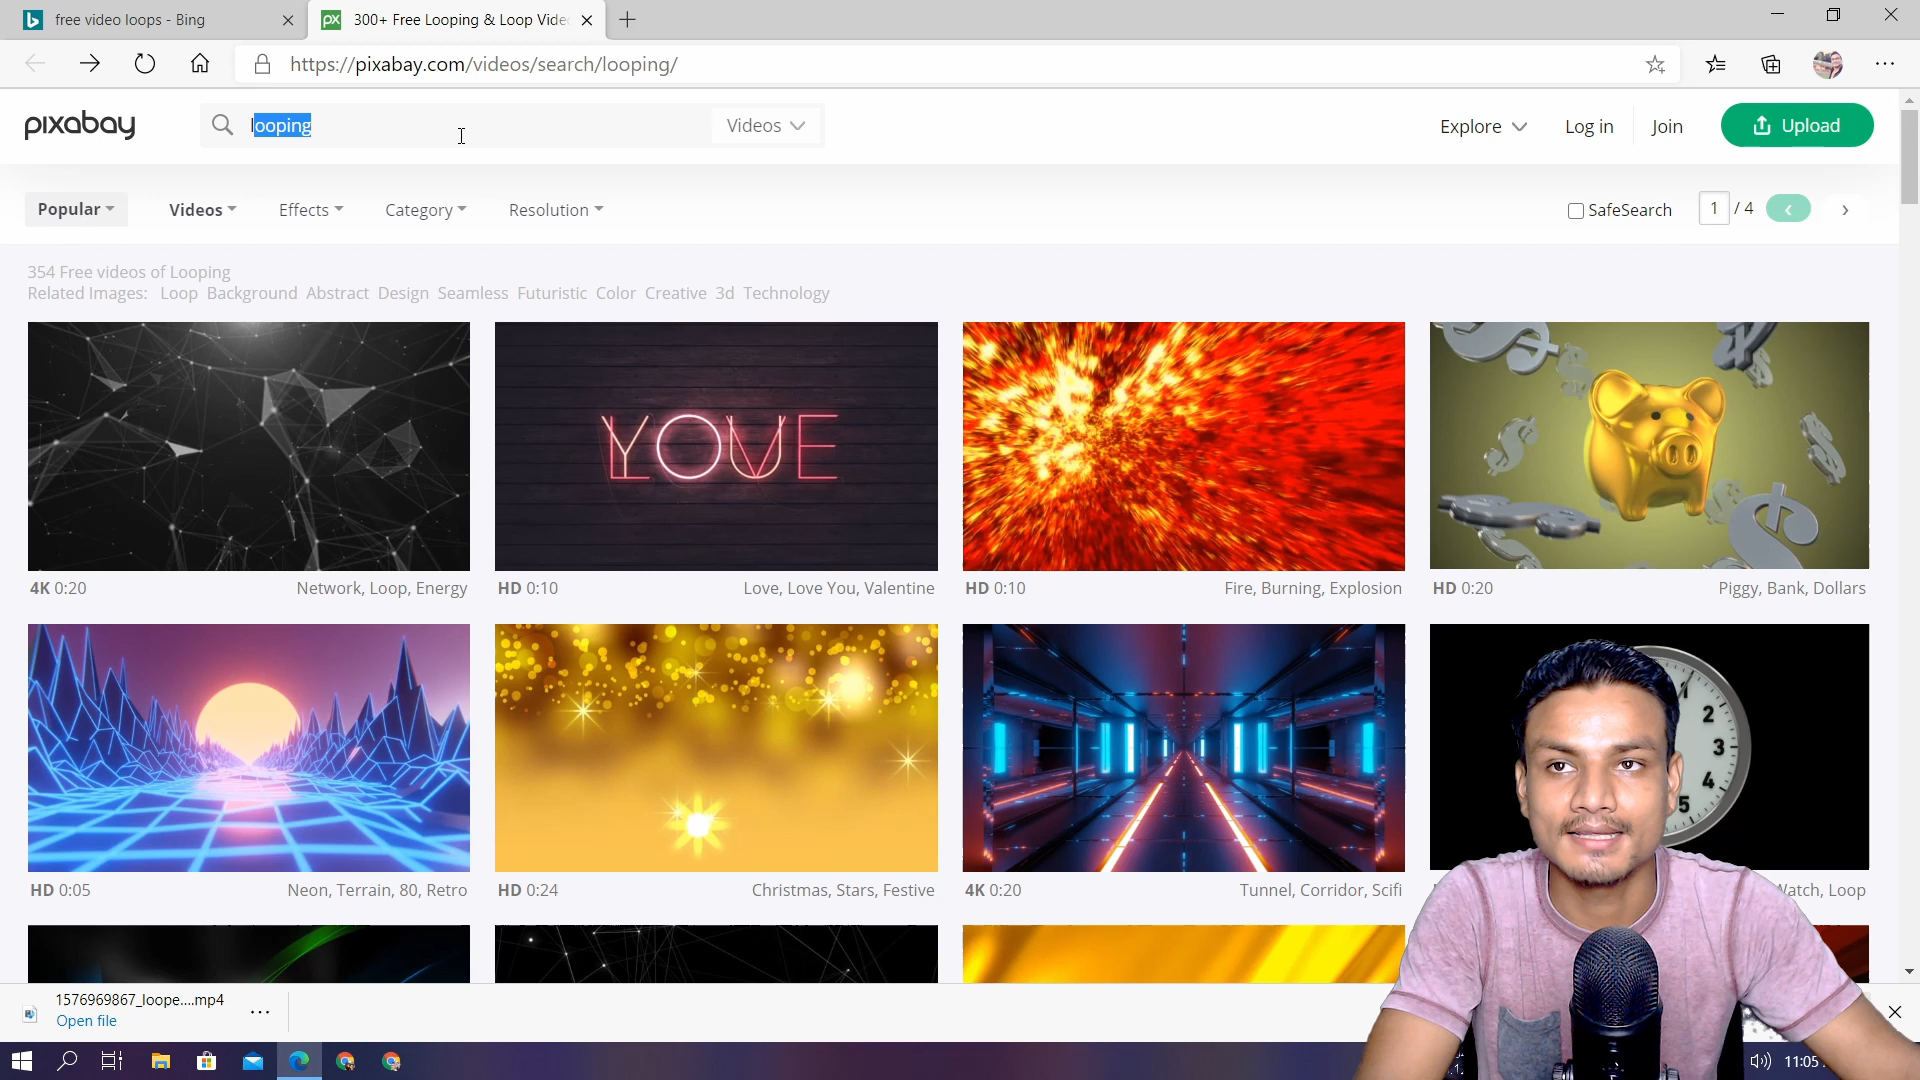 free video loops - Bing
300+ Free Looping & Loop Vide
https://pixabay.com/videos/search/looping/
pixabay
looping
Videos
Explore
Log in
Join
Upload
Popular
Videos
Effects
Category
Resolution
SafeSearch
1 / 4
354 Free videos of Looping
Related Images: Loop Background Abstract Design Seamless Futuristic Color Creative 3d Technology
YOVE
4K 0:20
Network, Loop, Energy
HD 0:10
Love, Love You, Valentine
HD 0:10
Fire, Burning, Explosion
HD 0:20
Piggy, Bank, Dollars
2
3
4
5
HD 0:05
Neon, Terrain, 80, Retro
HD 0:24
Christmas, Stars, Festive
4K 0:20
Tunnel, Corridor, Scifi
Watch, Loop
1576969867_loope....mp4
Open file
11:05